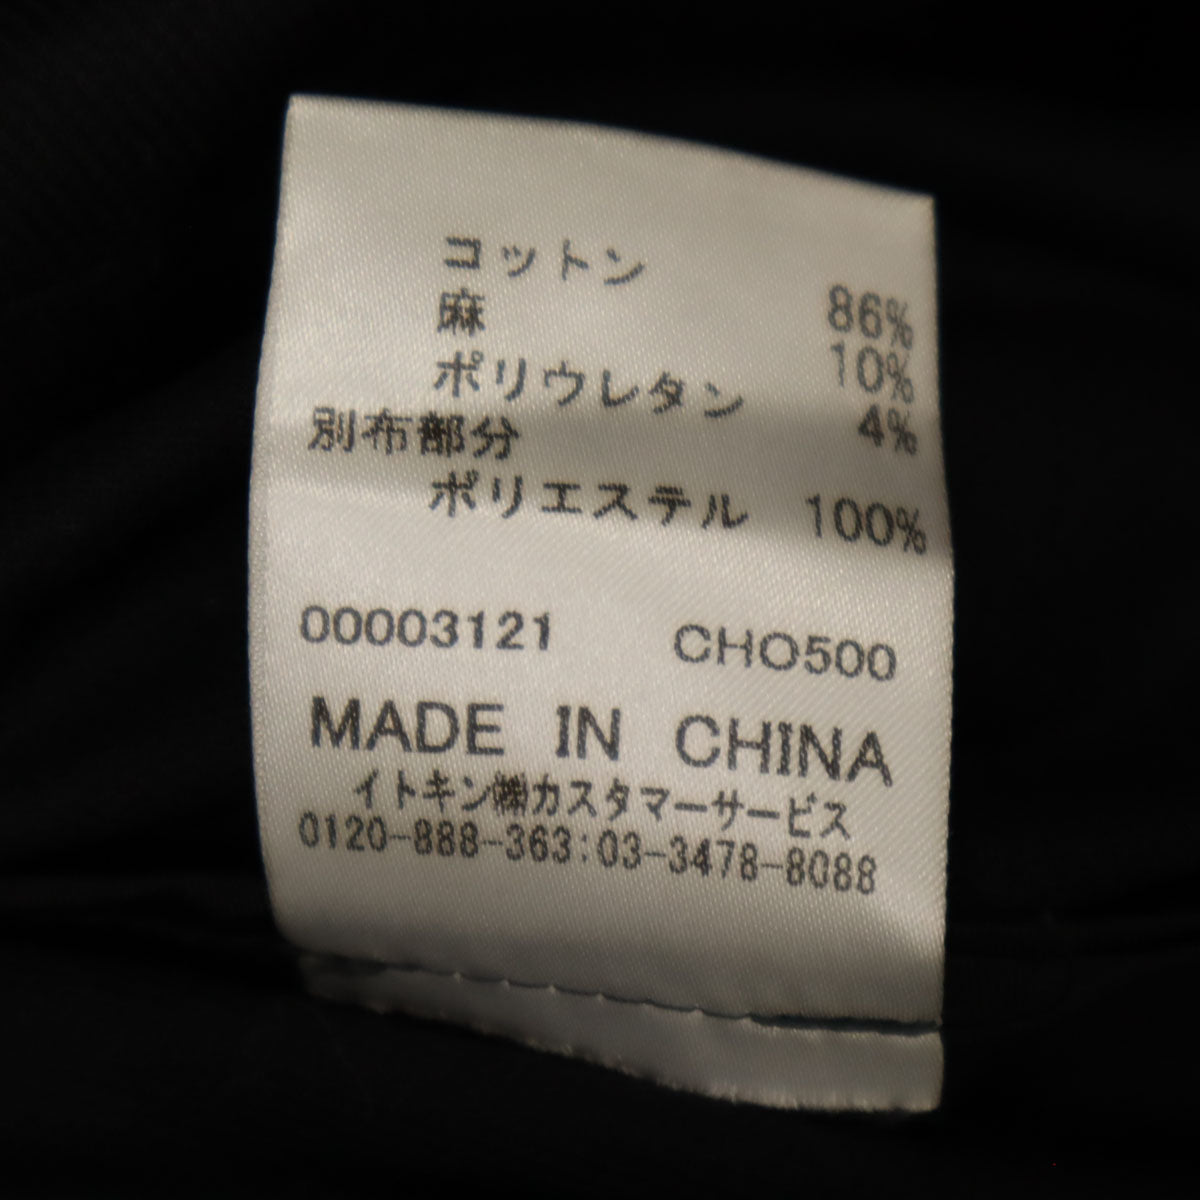 コットン 86%
麻 10%
ポリウレタン 4%
別布部分
ポリエステル 100%
00003121 CHO500
MADE IN CHINA
イトキン㈱カスタマーサービス
0120-888-363:03-3478-8088